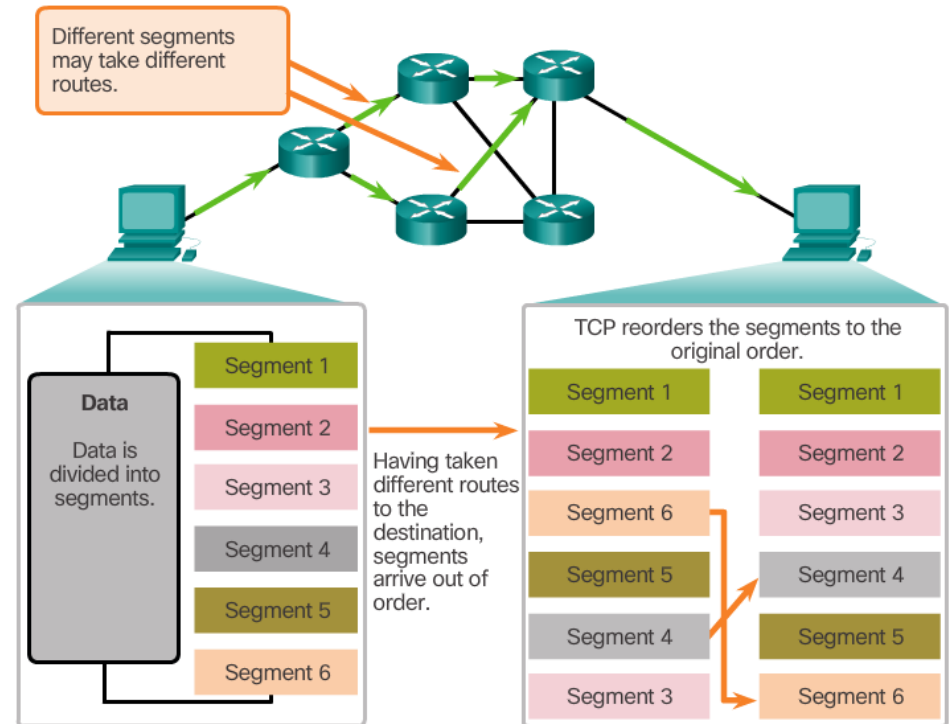 Different segments
may take different
routes.
Data
Data is
divided into
segments.
Segment 1
Segment 2
Segment 3
Segment 4
Segment 5
Segment 6
Having taken
different routes
to the
destination,
segments
arrive out of
order.
TCP reorders the segments to the
original order.
Segment 1
Segment 2
Segment 6
Segment 5
Segment 4
Segment 3
Segment 1
Segment 2
Segment 3
Segment 4
Segment 5
Segment 6